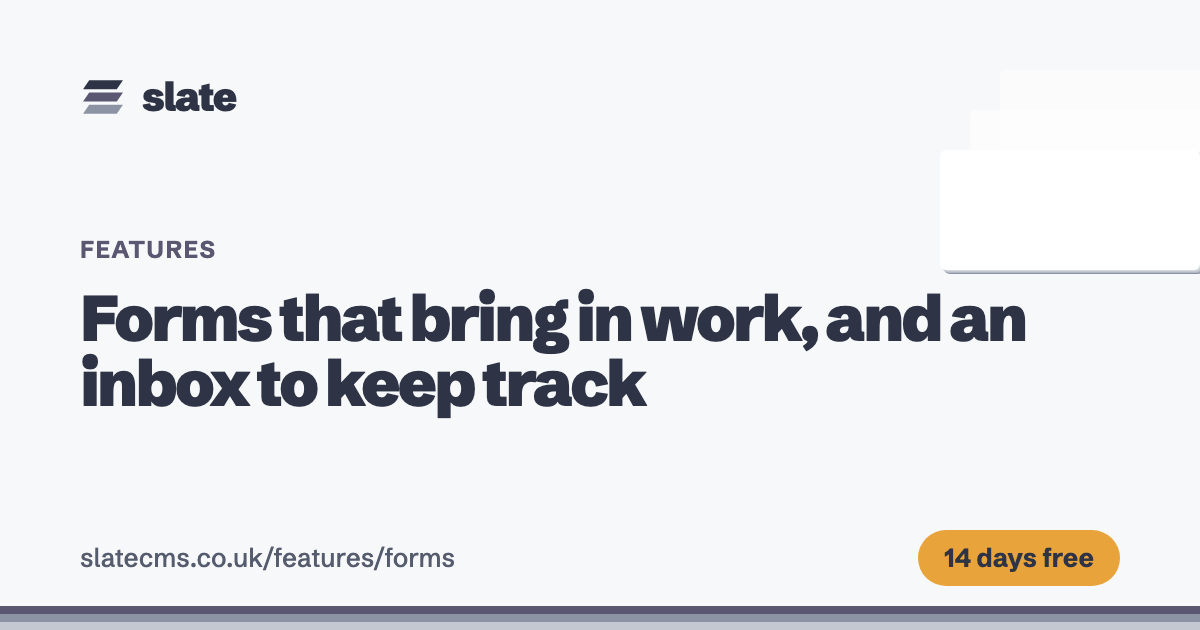 slate
FEATURES
Forms that bring in work, and an
inbox to keep track
slatecms.co.uk/features/forms
14 days free